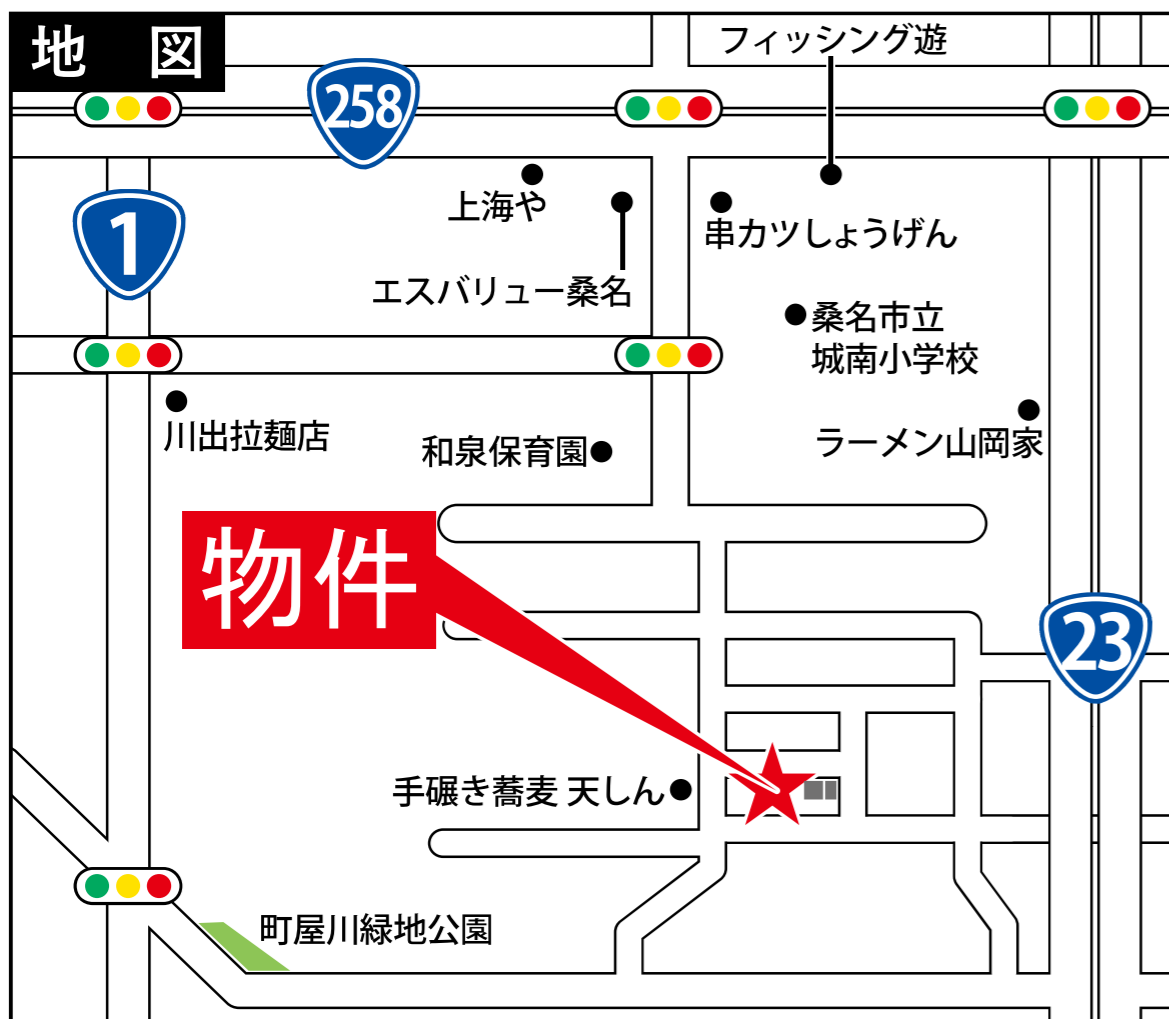 地 図
フィッシング遊
258
上海や
1
串カツしょうげん
エスバリュー桑名
桑名市立
城南小学校
川出拉麺店
和泉保育園
ラーメン山岡家
物件
23
手碾き蕎麦 天しん
町屋川緑地公園